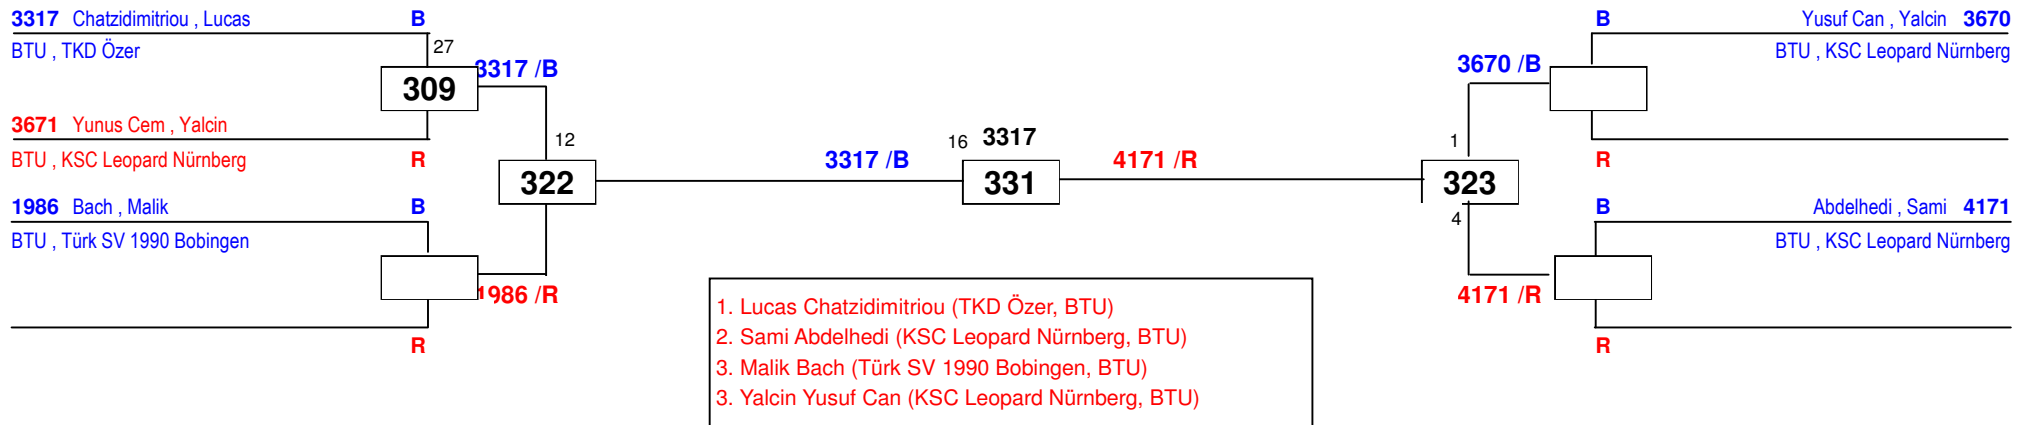 3317 Chatzidimitriou , Lucas B
BTU , TKD Özer
27
309
3317 /B
3671 Yunus Cem , Yalcin
BTU , KSC Leopard Nürnberg R
12
322
1986 Bach , Malik B
BTU , Türk SV 1990 Bobingen
1986 /R
R
3317 /B
16 3317
331
4171 /R
B Yusuf Can , Yalcin 3670
BTU , KSC Leopard Nürnberg
3670 /B
R
1
323
4
B Abdelhedi , Sami 4171
BTU , KSC Leopard Nürnberg
4171 /R
R
1. Lucas Chatzidimitriou (TKD Özer, BTU)
2. Sami Abdelhedi (KSC Leopard Nürnberg, BTU)
3. Malik Bach (Türk SV 1990 Bobingen, BTU)
3. Yalcin Yusuf Can (KSC Leopard Nürnberg, BTU)